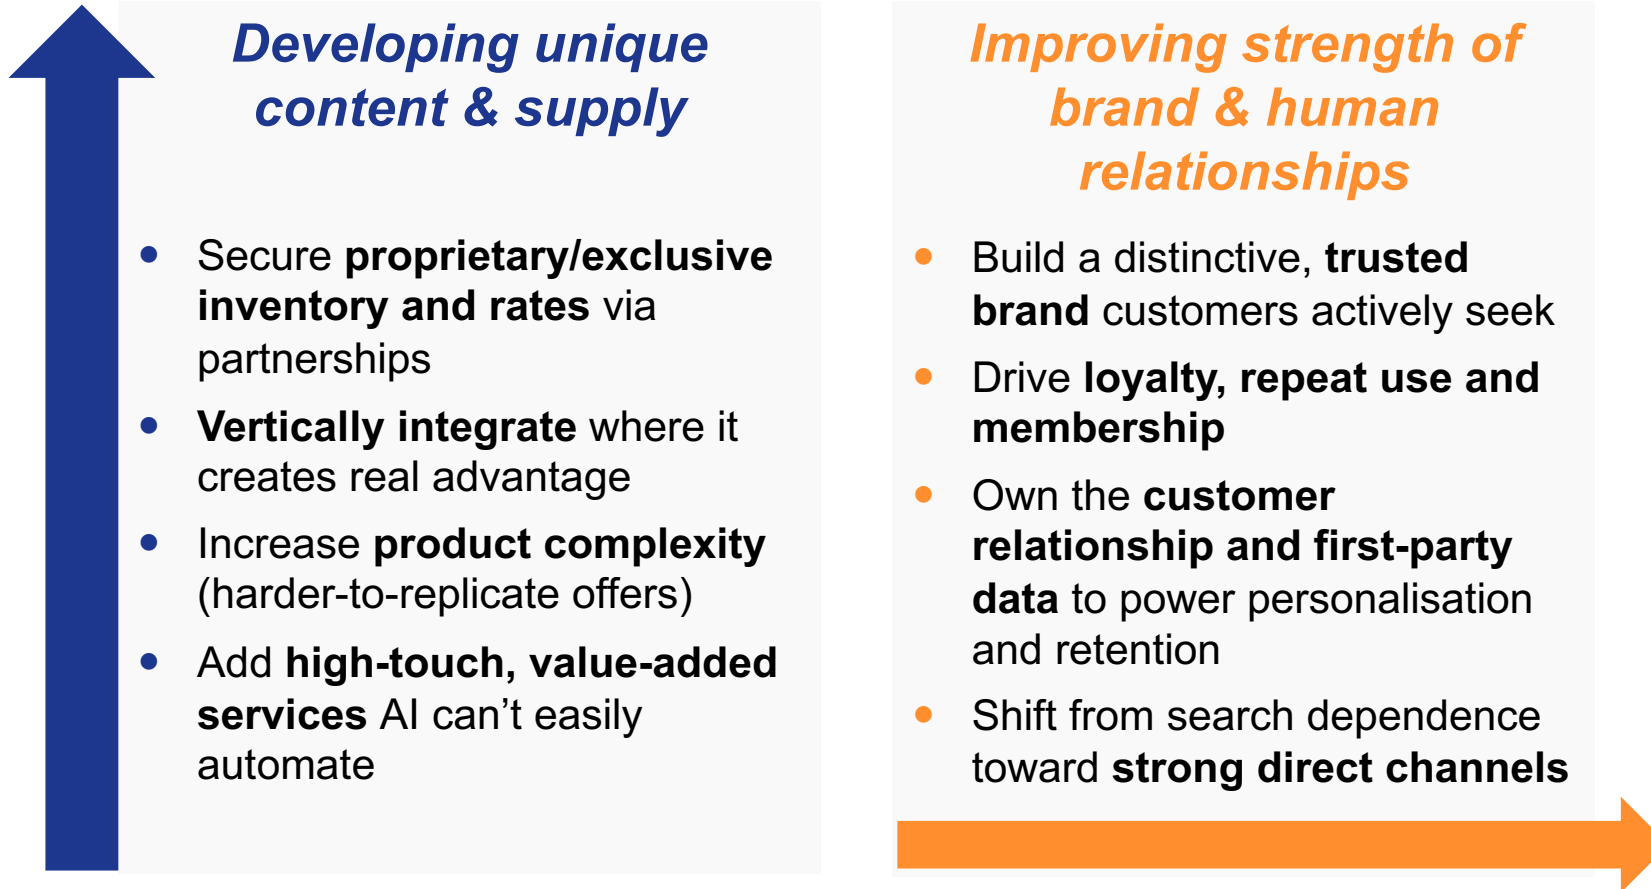 Developing unique
content & supply
• Secure proprietary/exclusive
inventory and rates via
partnerships
• Vertically integrate where it
creates real advantage
• Increase product complexity
(harder-to-replicate offers)
• Add high-touch, value-added
services AI can’t easily
automate
Improving strength of
brand & human
relationships
• Build a distinctive, trusted
brand customers actively seek
• Drive loyalty, repeat use and
membership
• Own the customer
relationship and first-party
data to power personalisation
and retention
• Shift from search dependence
toward strong direct channels